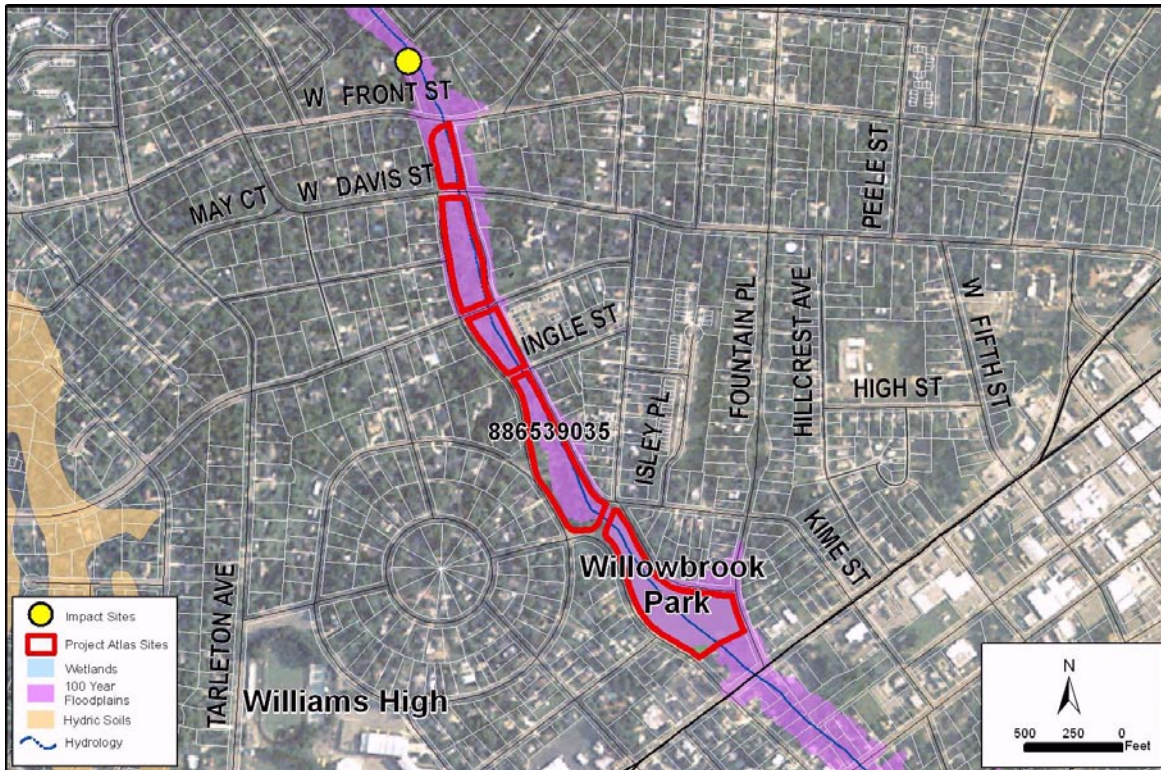 W FRONT ST
W DAVIS ST
MAY CT
PEELE ST
INGLE ST
FOUNTAIN PL
HILLCREST AVE
W FIFTH ST
HIGH ST
886539035
ISLEY PL
KIME ST
Willowbrook
Park
TARLETON AVE
Williams High
Impact Sites
Project Atlas Sites
Wetlands
100 Year
Floodplains
Hydric Soils
Hydrology
N
500 250 0
Feet